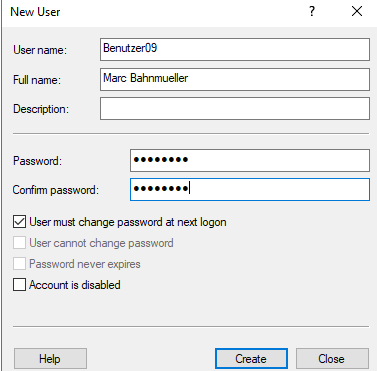 New User
?
User name: Benutzer09
Full name: Marc Bahnmueller
Description:
Password: ●●●●●●●●
Confirm password: ●●●●●●●●
User must change password at next logon
User cannot change password
Password never expires
Account is disabled
Help Create Close